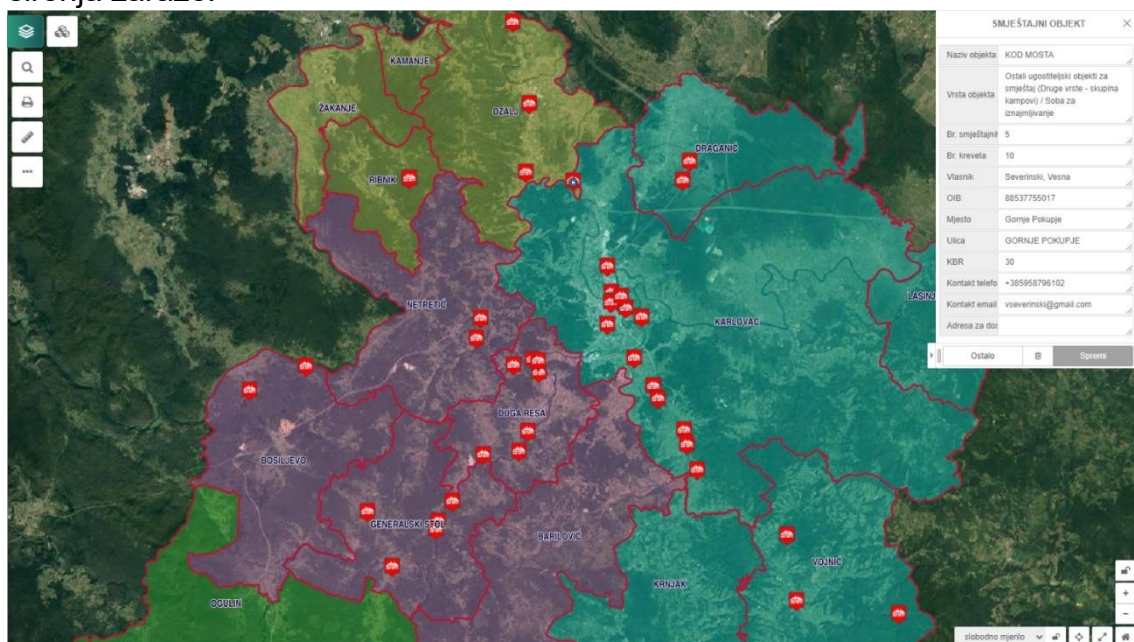 širenja zaraze.
SMJEŠTAJNI OBJEKT
Naziv objekta KOD MOSTA
Vrsta objekta Ostali ugostiteljski objekti za
smještaj (Druge vrste - skupina
kampovi) / Soba za
iznajmljivanje
Br. smještajnih 5
Br. kreveta 10
Vlasnik Severinski, Vesna
OIB 88537755017
Mjesto Gornje Pokupje
Ulica GORNJE POKUPJE
KBR 30
Kontakt telefo +385958796102
Kontakt email vseverinski@gmail.com
Adresa za dos
Ostalo Spremi
KAMANJE
ŽAKANJE
OZALJ
DRAGANIĆ
RIBNIK
NETRETIĆ
LASINJ
KARLOVAC
DUGA RESA
BOSILJEVO
GENERALSKI STOL
BARILOVIĆ
VOJNIĆ
KRNJAK
OGULIN
slobodno mjerilo